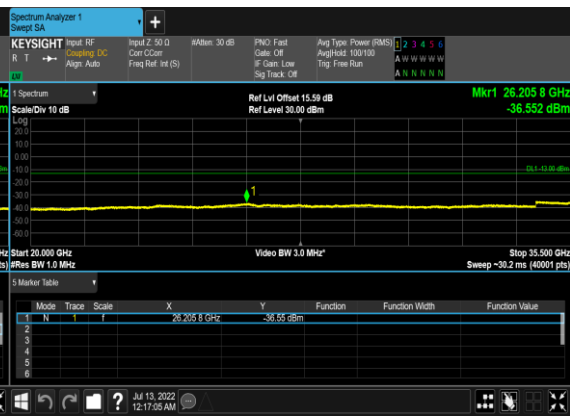 Spectrum Analyzer 1
Swept SA
KEYSIGHT Input: RF Input Z: 50 Ω #Atten: 30 dB PNO: Fast Avg Type: Power (RMS) 1 2 3 4 5 6
R T Coupling: DC Corr CCorr Gate: Off Avg|Hold: 100/100 A W W W W W
Align: Auto Freq Ref: Int (S) IF Gain: Low Trig: Free Run
Sig Track: Off A N N N N N
LXI
1 Spectrum Ref Lvl Offset 15.59 dB Mkr1 26.205 8 GHz
Scale/Div 10 dB Ref Level 30.00 dBm -36.552 dBm
Log
20.0
10.0
0.00
-10.0 DL1 -13.00 dBm
-20.0
-30.0 1
-40.0
-50.0
-60.0
Start 20.000 GHz Video BW 3.0 MHz* Stop 35.500 GHz
#Res BW 1.0 MHz Sweep ~30.2 ms (40001 pts)
5 Marker Table
Mode Trace Scale X Y Function Function Width Function Value
1 N 1 f 26.205 8 GHz -36.55 dBm
2
3
4
5
6
? Jul 13, 2022
12:17:05 AM